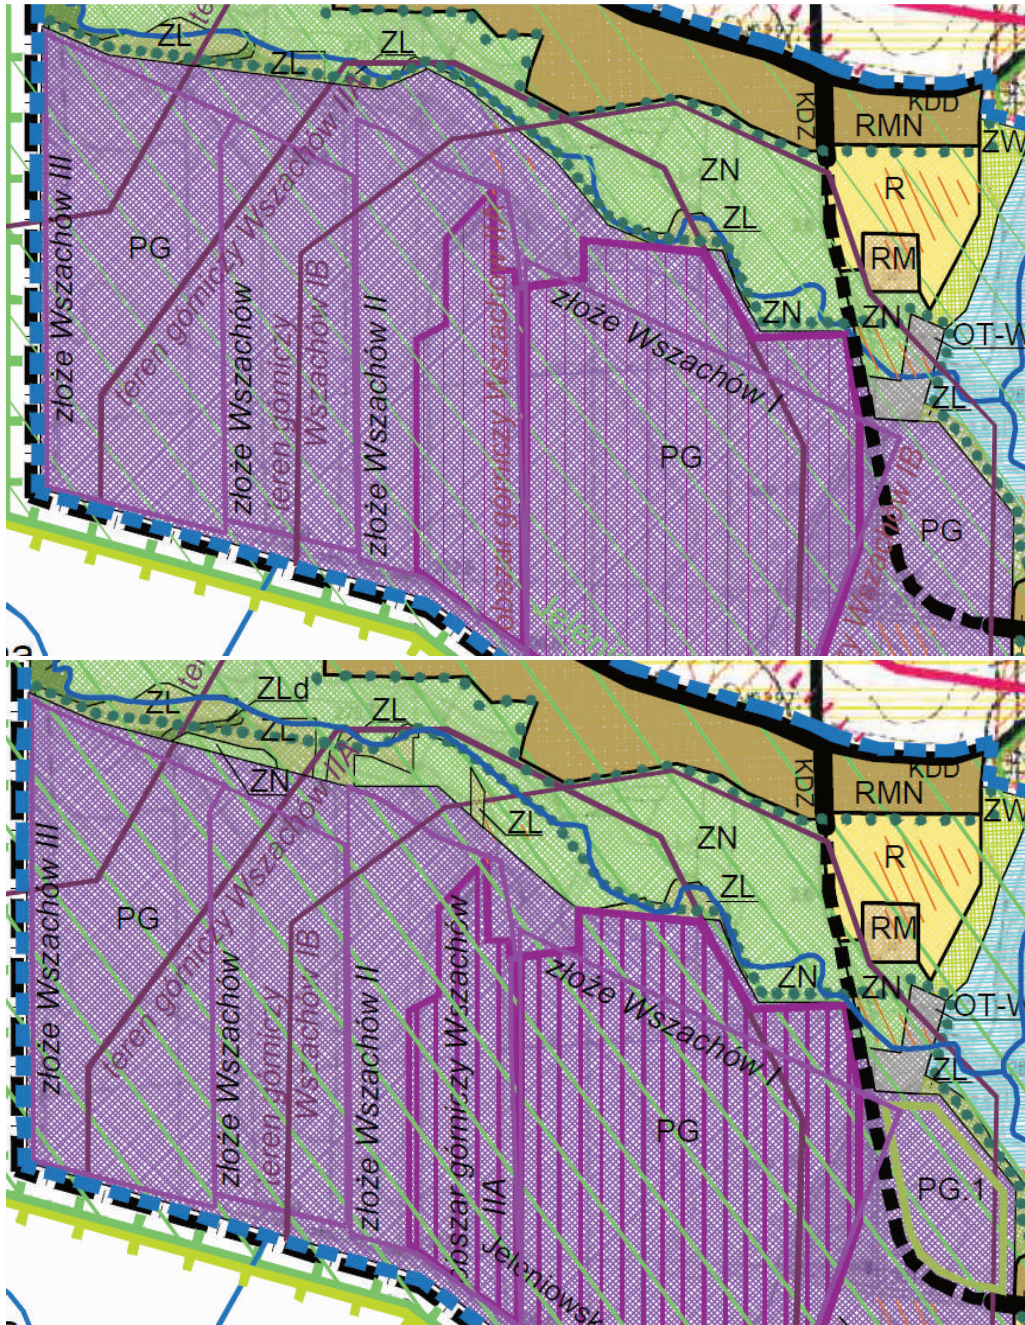 ZL
ZL
ZL
KDZ
KDD
RMN
ZW
ZN
R
ZL
RM
złoże Wszachów III
PG
teren górniczy Wszachów III
złoże Wszachów
teren górniczy
Wszachów IB
złoże Wszachów II
złoże Wszachów I
ZN
ZN
OT-W
ZL
PG
PG
Wszachów IB
Jelenio
ZL
ZLd
ZL
ZL
ZN
KDZ
KDD
RMN
ZW
ZL
ZN
R
ZL
RM
złoże Wszachów III
PG
teren górniczy Wszachów IIA
złoże Wszachów
teren górniczy
Wszachów IB
złoże Wszachów II
obszar górniczy Wszachów
IIA
złoże Wszachów I
ZN
ZN
OT-W
ZL
PG
PG.1
Jeleniowsk